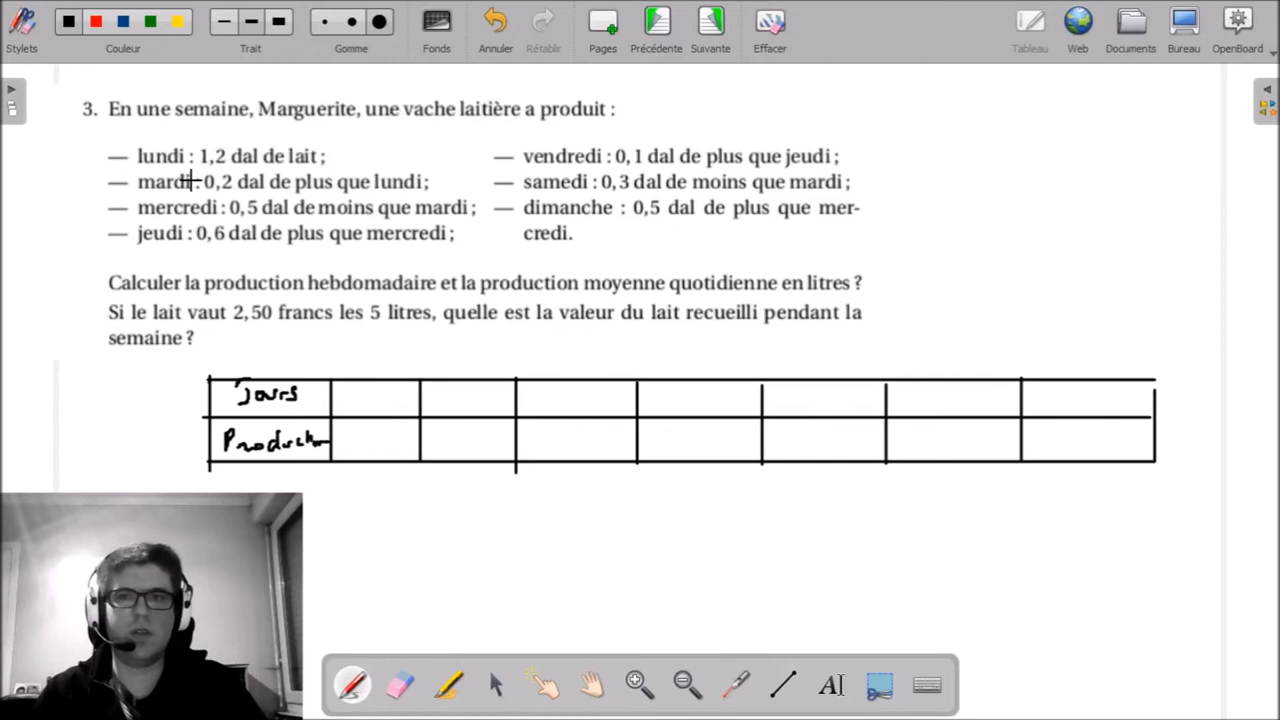 Stylets
Couleur
Trait
Gomme
Fonds
Annuler
Rétablir
Pages
Précédente
Suivante
Effacer
Tableau
Web
Documents
Bureau
OpenBoard
3. En une semaine, Marguerite, une vache laitière a produit :
— lundi : 1,2 dal de lait ;
— mardi : 0,2 dal de plus que lundi ;
— mercredi : 0,5 dal de moins que mardi ;
— jeudi : 0,6 dal de plus que mercredi ;
— vendredi : 0,1 dal de plus que jeudi ;
— samedi : 0,3 dal de moins que mardi ;
— dimanche : 0,5 dal de plus que mer-
credi.
Calculer la production hebdomadaire et la production moyenne quotidienne en litres ?
Si le lait vaut 2,50 francs les 5 litres, quelle est la valeur du lait recueilli pendant la
semaine ?
Jours
Production
AI